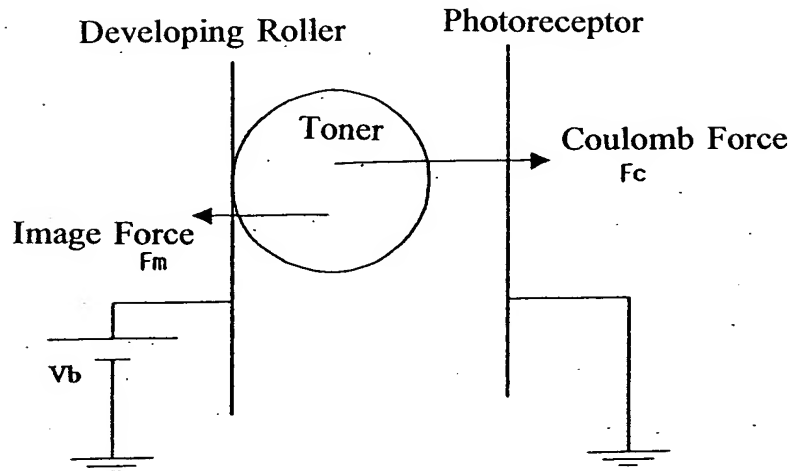 Developing Roller
Photoreceptor
Toner
Coulomb Force
Fc
Image Force
Fm
Vb